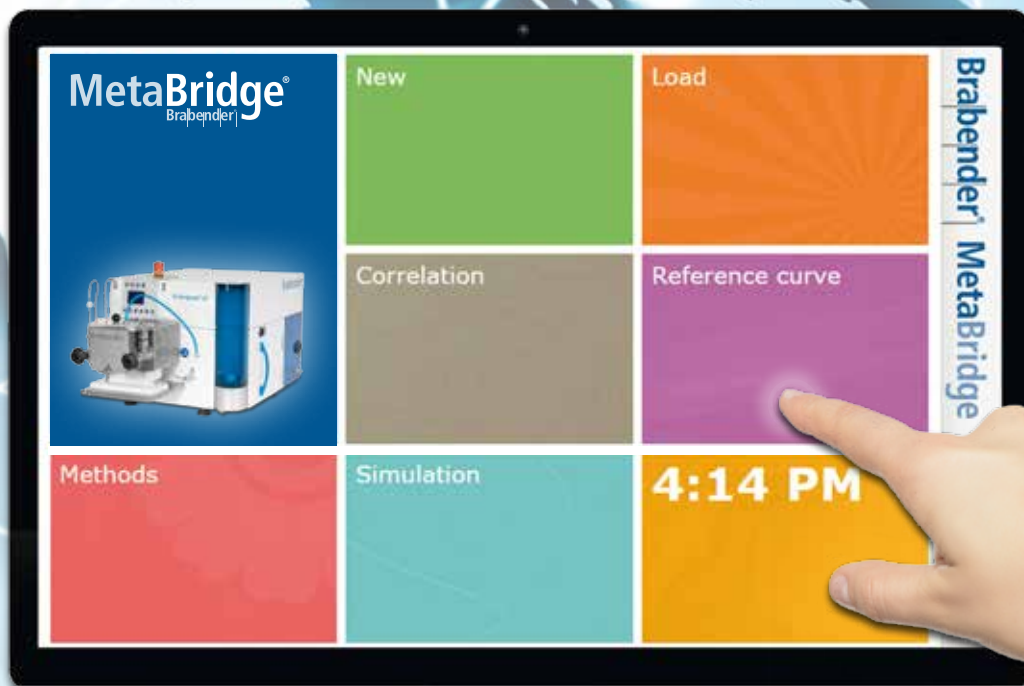 MetaBridge®
Brabender
New
Load
Correlation
Reference curve
Methods
Simulation
4:14 PM
Brabender® MetaBridge